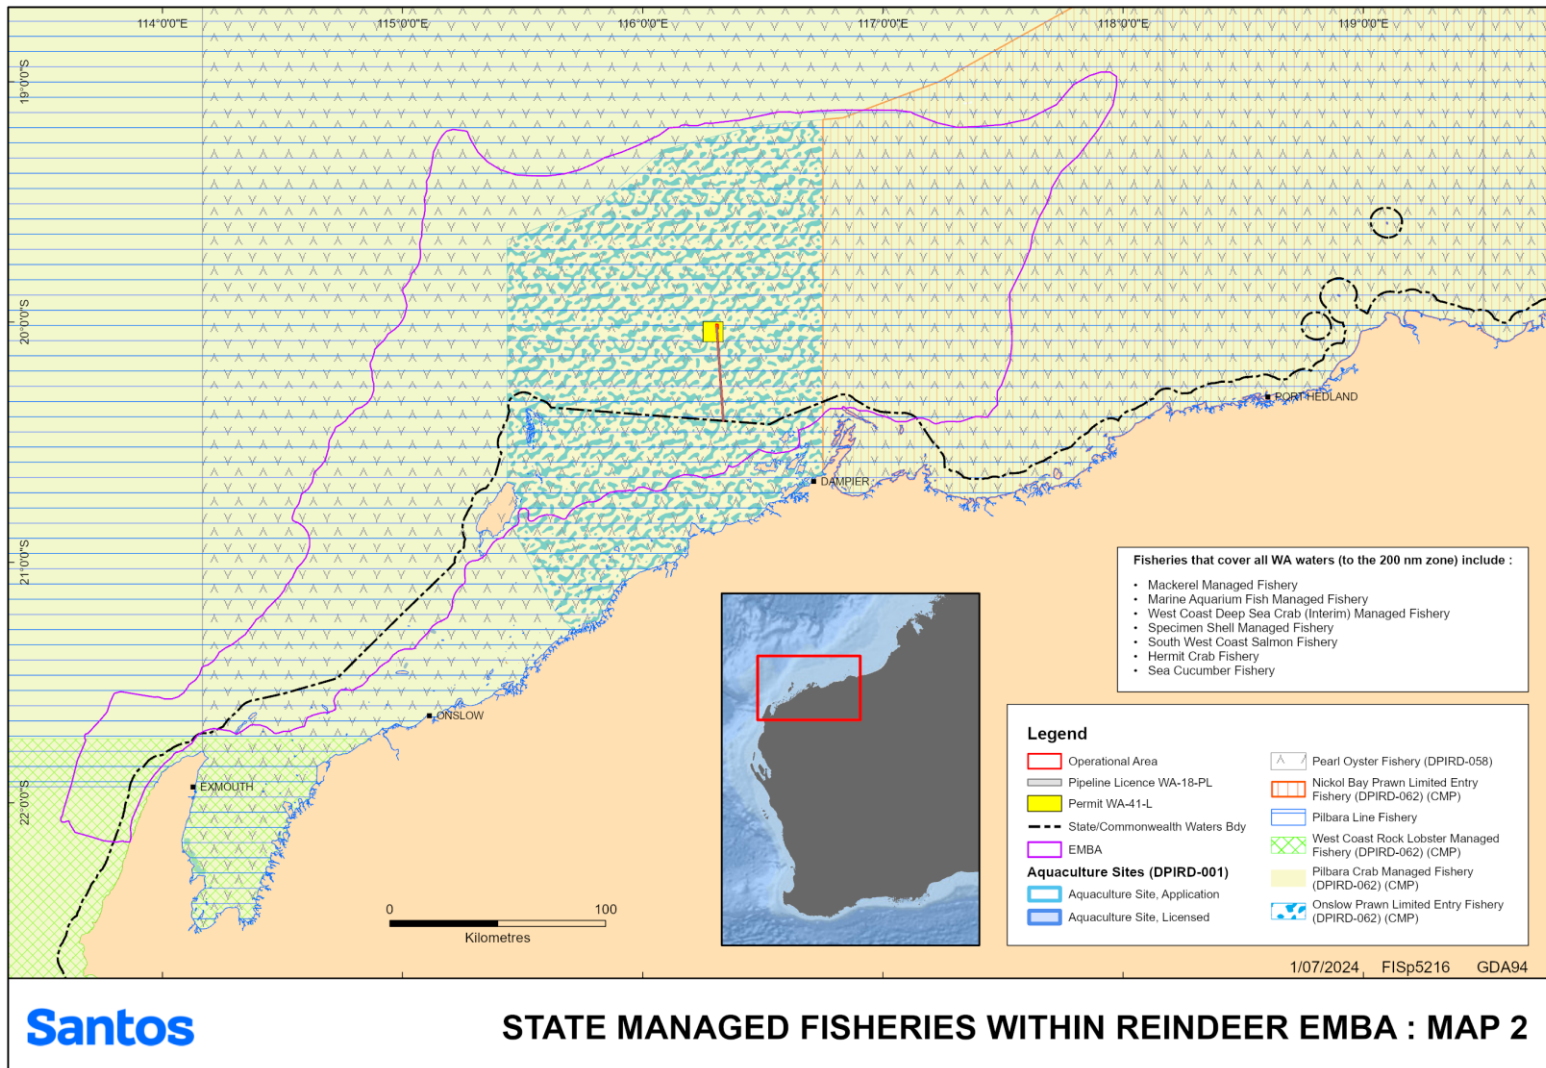 114°0'0"E
115°0'0"E
116°0'0"E
117°0'0"E
118°0'0"E
119°0'0"E
19°0'0"S
20°0'0"S
21°0'0"S
22°0'0"S
PORT HEDLAND
DAMPIER
ONSLOW
EXMOUTH
Fisheries that cover all WA waters (to the 200 nm zone) include :
• Mackerel Managed Fishery
• Marine Aquarium Fish Managed Fishery
• West Coast Deep Sea Crab (Interim) Managed Fishery
• Specimen Shell Managed Fishery
• South West Coast Salmon Fishery
• Hermit Crab Fishery
• Sea Cucumber Fishery
Legend
Operational Area
Pipeline Licence WA-18-PL
Permit WA-41-L
State/Commonwealth Waters Bdy
EMBA
Aquaculture Sites (DPIRD-001)
Aquaculture Site, Application
Aquaculture Site, Licensed
Pearl Oyster Fishery (DPIRD-058)
Nickol Bay Prawn Limited Entry
Fishery (DPIRD-062) (CMP)
Pilbara Line Fishery
West Coast Rock Lobster Managed
Fishery (DPIRD-062) (CMP)
Pilbara Crab Managed Fishery
(DPIRD-062) (CMP)
Onslow Prawn Limited Entry Fishery
(DPIRD-062) (CMP)
0 100
Kilometres
1/07/2024 FISp5216 GDA94
Santos
STATE MANAGED FISHERIES WITHIN REINDEER EMBA : MAP 2